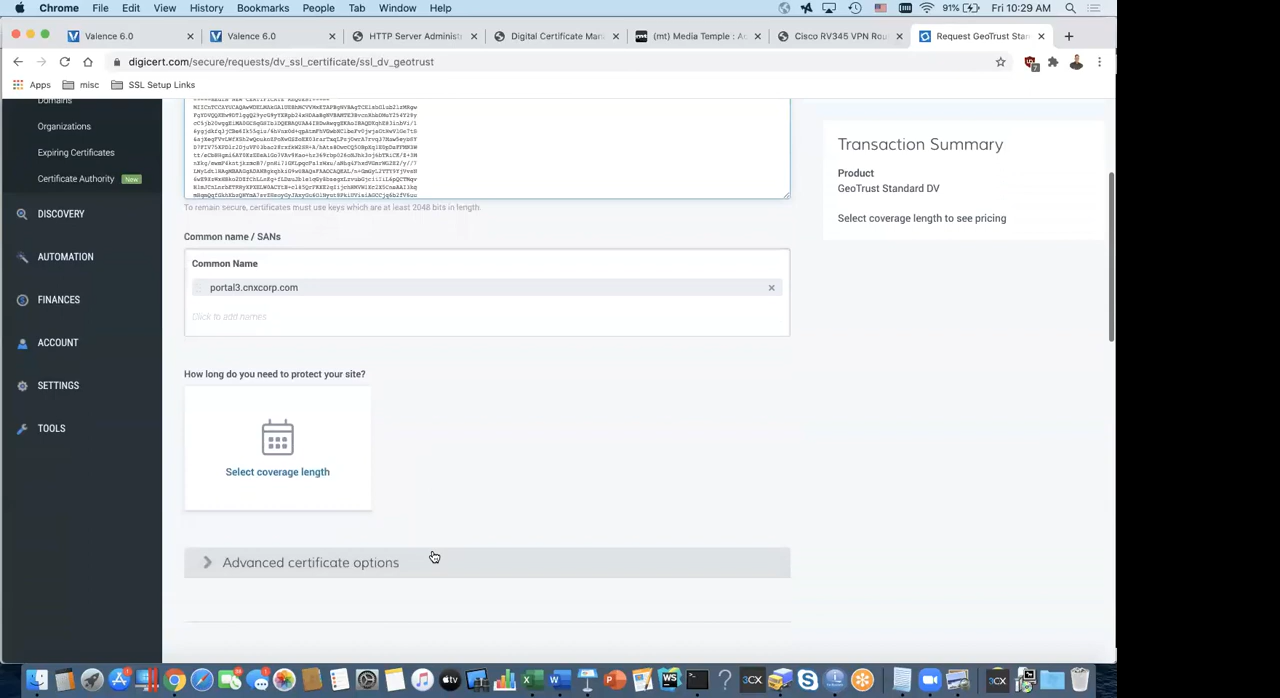 Chrome File Edit View History Bookmarks People Tab Window Help 91% Fri 10:29 AM
Valence 6.0 Valence 6.0 HTTP Server Administ Digital Certificate Man (mt) Media Temple : Ac Cisco RV345 VPN Rou Request GeoTrust Stan
digicert.com/secure/requests/dv_ssl_certificate/ssl_dv_geotrust
Apps misc SSL Setup Links
Domains
Organizations
Expiring Certificates
Certificate Authority New
DISCOVERY
AUTOMATION
FINANCES
ACCOUNT
SETTINGS
TOOLS
To remain secure, certificates must use keys which are at least 2048 bits in length.
Common name / SANs
Common Name
portal3.cnxcorp.com
Click to add names
How long do you need to protect your site?
Select coverage length
Advanced certificate options
Transaction Summary
Product
GeoTrust Standard DV
Select coverage length to see pricing